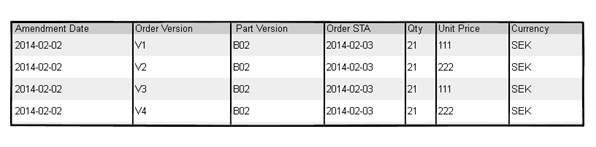 Amendment Date Order Version Part Version Order STA Qty Unit Price Currency
2014-02-02 V1 B02 2014-02-03 21 111 SEK
2014-02-02 V2 B02 2014-02-03 21 222 SEK
2014-02-02 V3 B02 2014-02-03 21 111 SEK
2014-02-02 V4 B02 2014-02-03 21 222 SEK